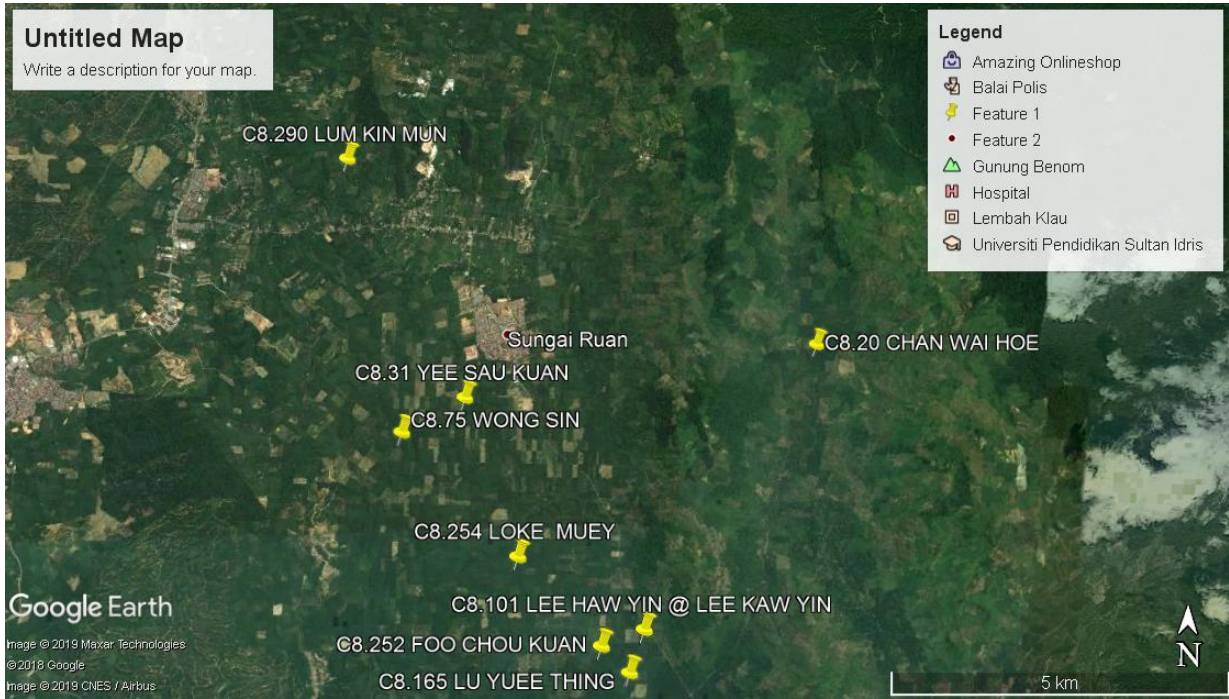 Untitled Map
Write a description for your map.
Legend
Amazing Onlineshop
Balai Polis
Feature 1
Feature 2
Gunung Benom
Hospital
Lembah Klau
Universiti Pendidikan Sultan Idris
C8.290 LUM KIN MUN
Sungai Ruan
C8.20 CHAN WAI HOE
C8.31 YEE SAU KUAN
C8.75 WONG SIN
C8.254 LOKE  MUEY
C8.101 LEE HAW YIN @ LEE KAW YIN
C8.252 FOO CHOU KUAN
C8.165 LU YUEE THING
Google Earth
Image © 2019 Maxar Technologies
© 2018 Google
Image © 2019 CNES / Airbus
N
5 km